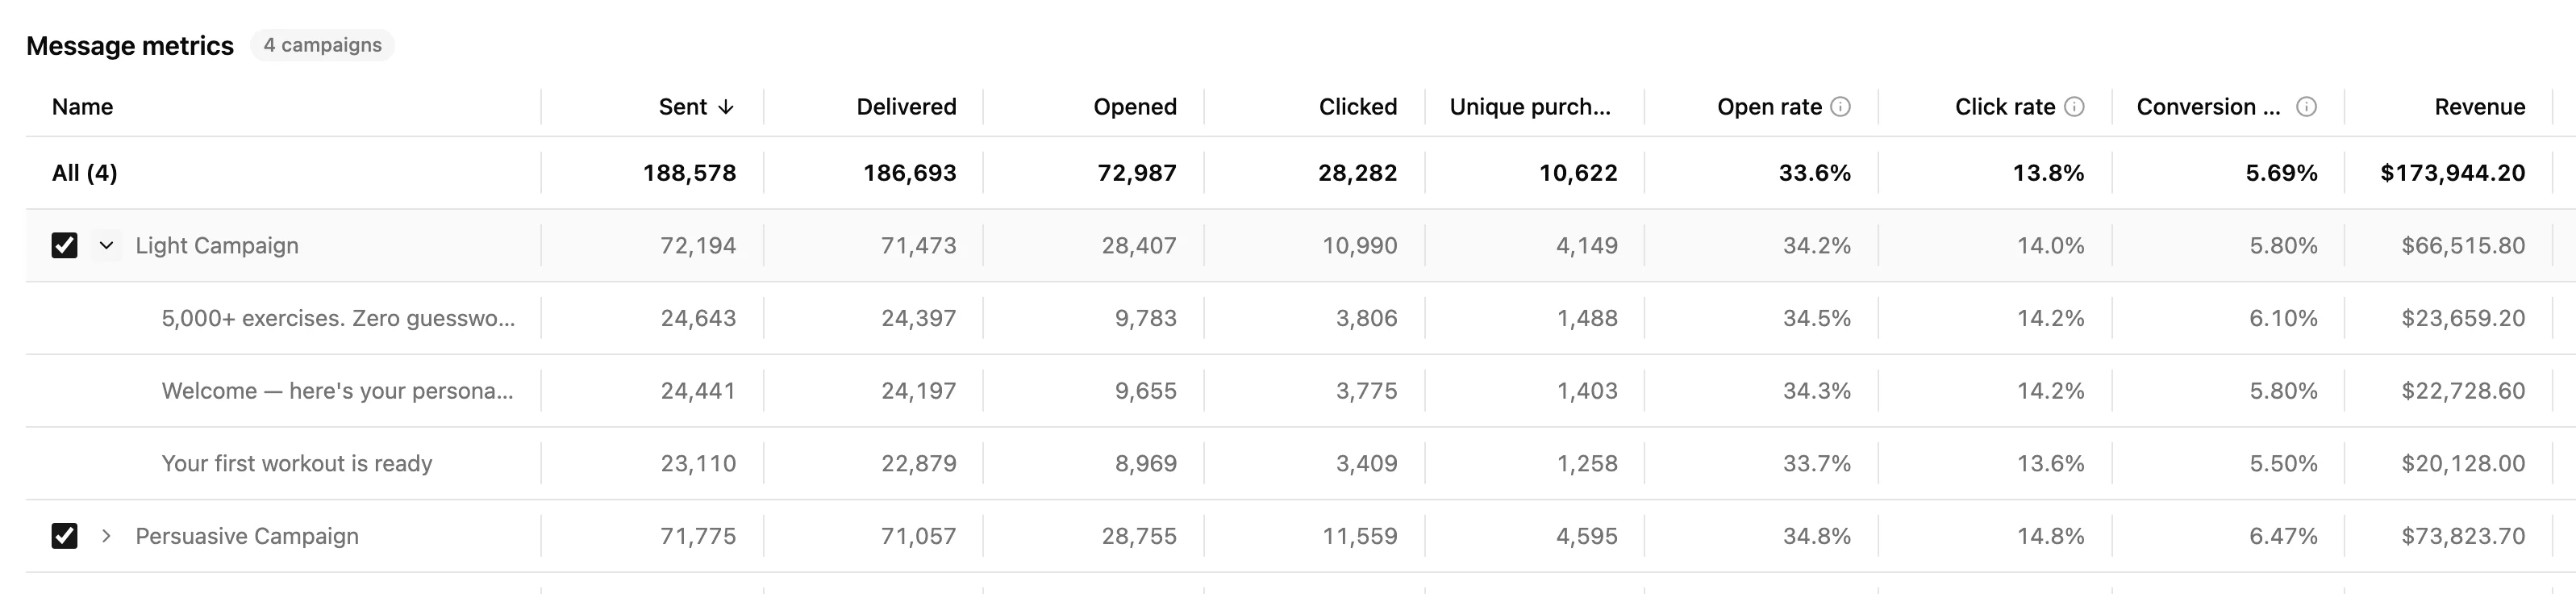 Message metrics 4 campaigns
Name Sent ↓ Delivered Opened Clicked Unique purch... Open rate Click rate Conversion ... Revenue
All (4) 188,578 186,693 72,987 28,282 10,622 33.6% 13.8% 5.69% $173,944.20
Light Campaign 72,194 71,473 28,407 10,990 4,149 34.2% 14.0% 5.80% $66,515.80
5,000+ exercises. Zero guesswo... 24,643 24,397 9,783 3,806 1,488 34.5% 14.2% 6.10% $23,659.20
Welcome — here's your persona... 24,441 24,197 9,655 3,775 1,403 34.3% 14.2% 5.80% $22,728.60
Your first workout is ready 23,110 22,879 8,969 3,409 1,258 33.7% 13.6% 5.50% $20,128.00
Persuasive Campaign 71,775 71,057 28,755 11,559 4,595 34.8% 14.8% 6.47% $73,823.70